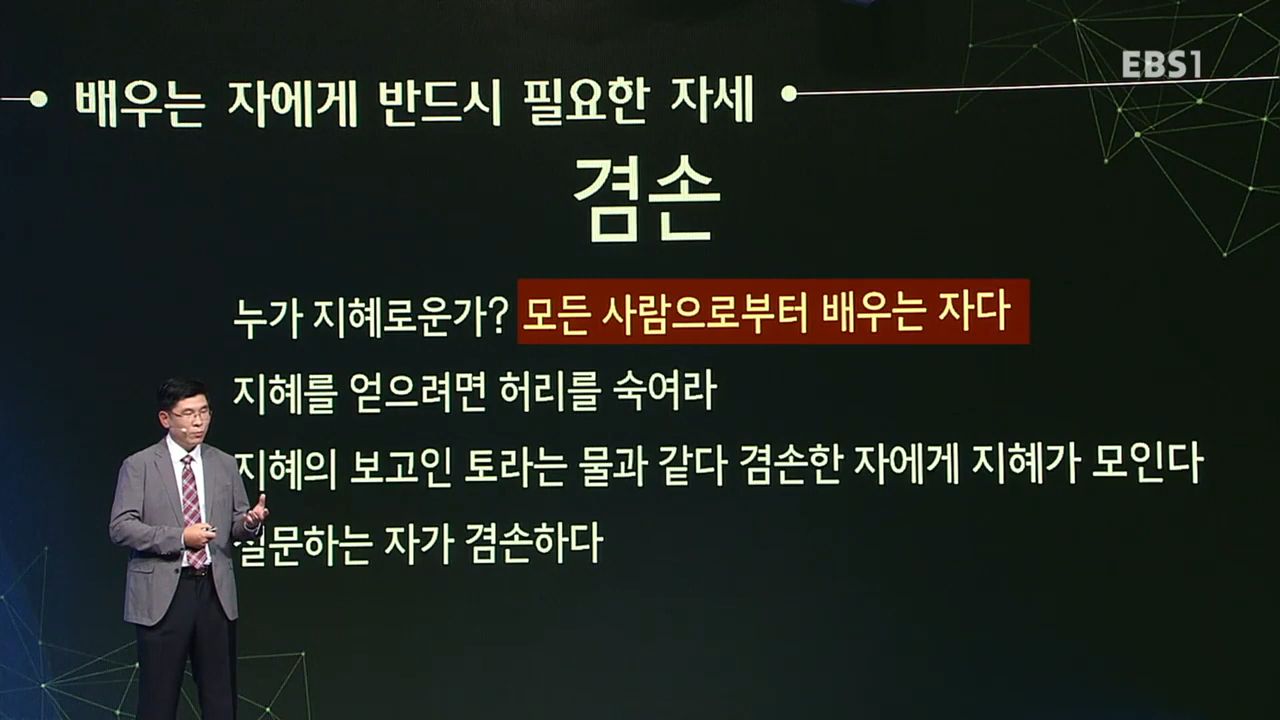 EBS1
배우는 자에게 반드시 필요한 자세
겸손
누가 지혜로운가? 모든 사람으로부터 배우는 자다
지혜를 얻으려면 허리를 숙여라
지혜의 보고인 토라는 물과 같다 겸손한 자에게 지혜가 모인다
질문하는 자가 겸손하다